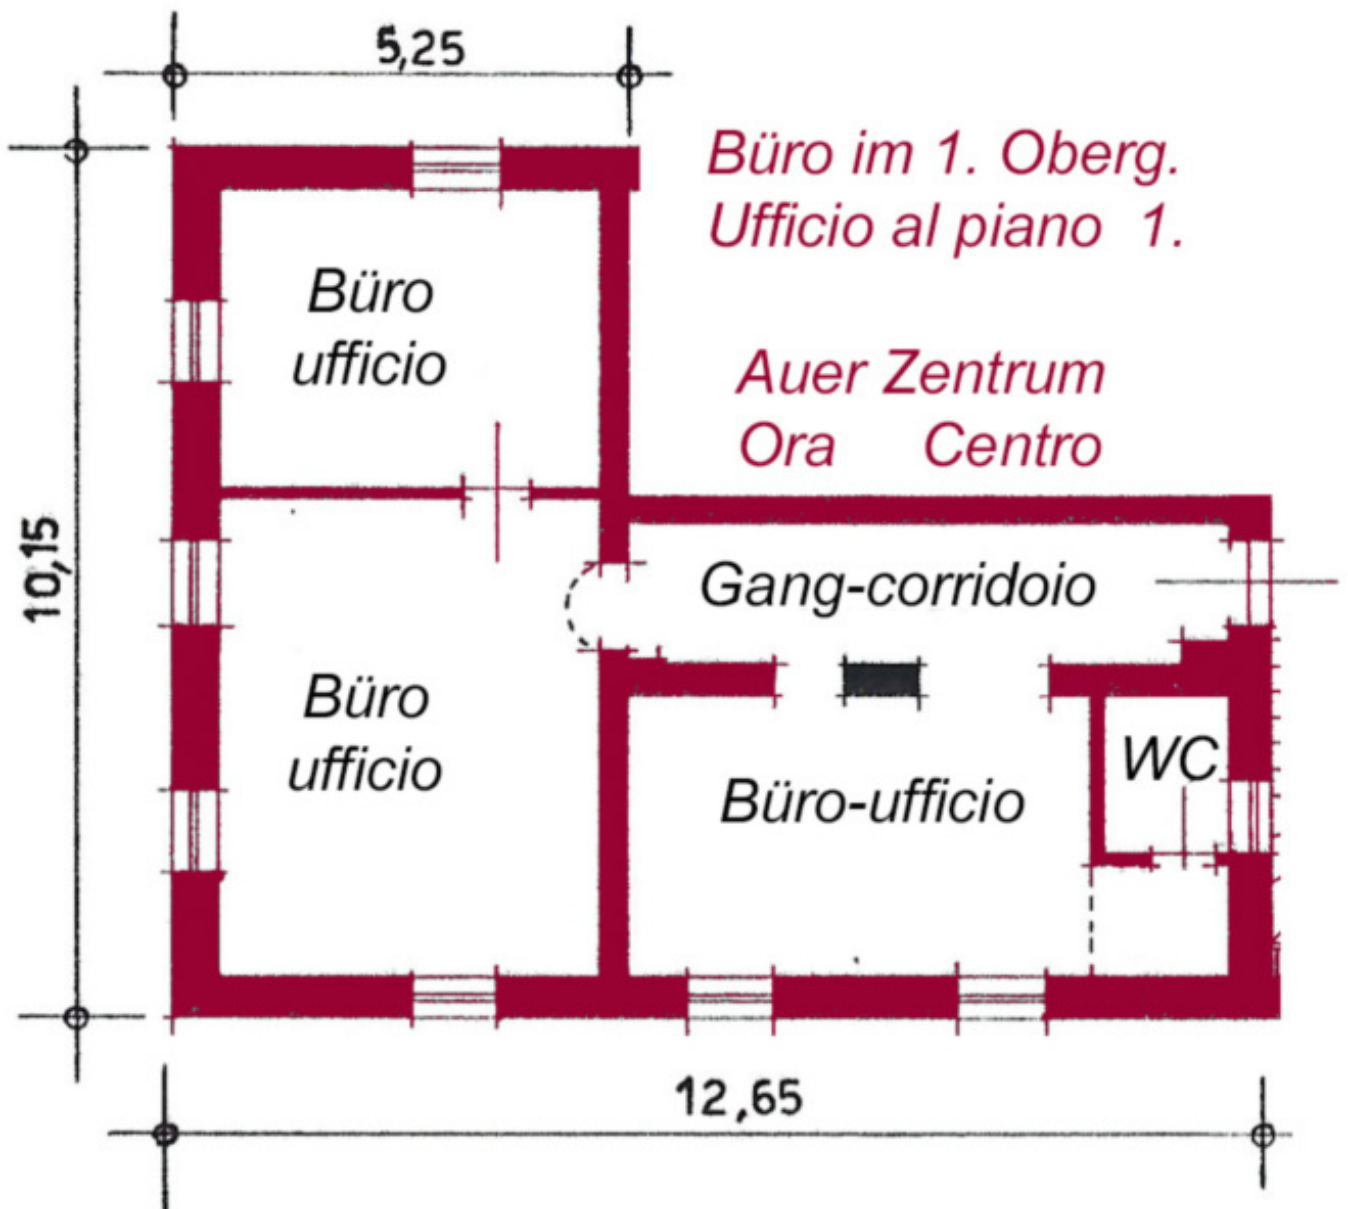 5,25
Büro im 1. Oberg.
Ufficio al piano 1.
Büro
ufficio
Auer Zentrum
Ora Centro
10,15
Gang-corridoio
Büro
ufficio
WC
Büro-ufficio
12,65